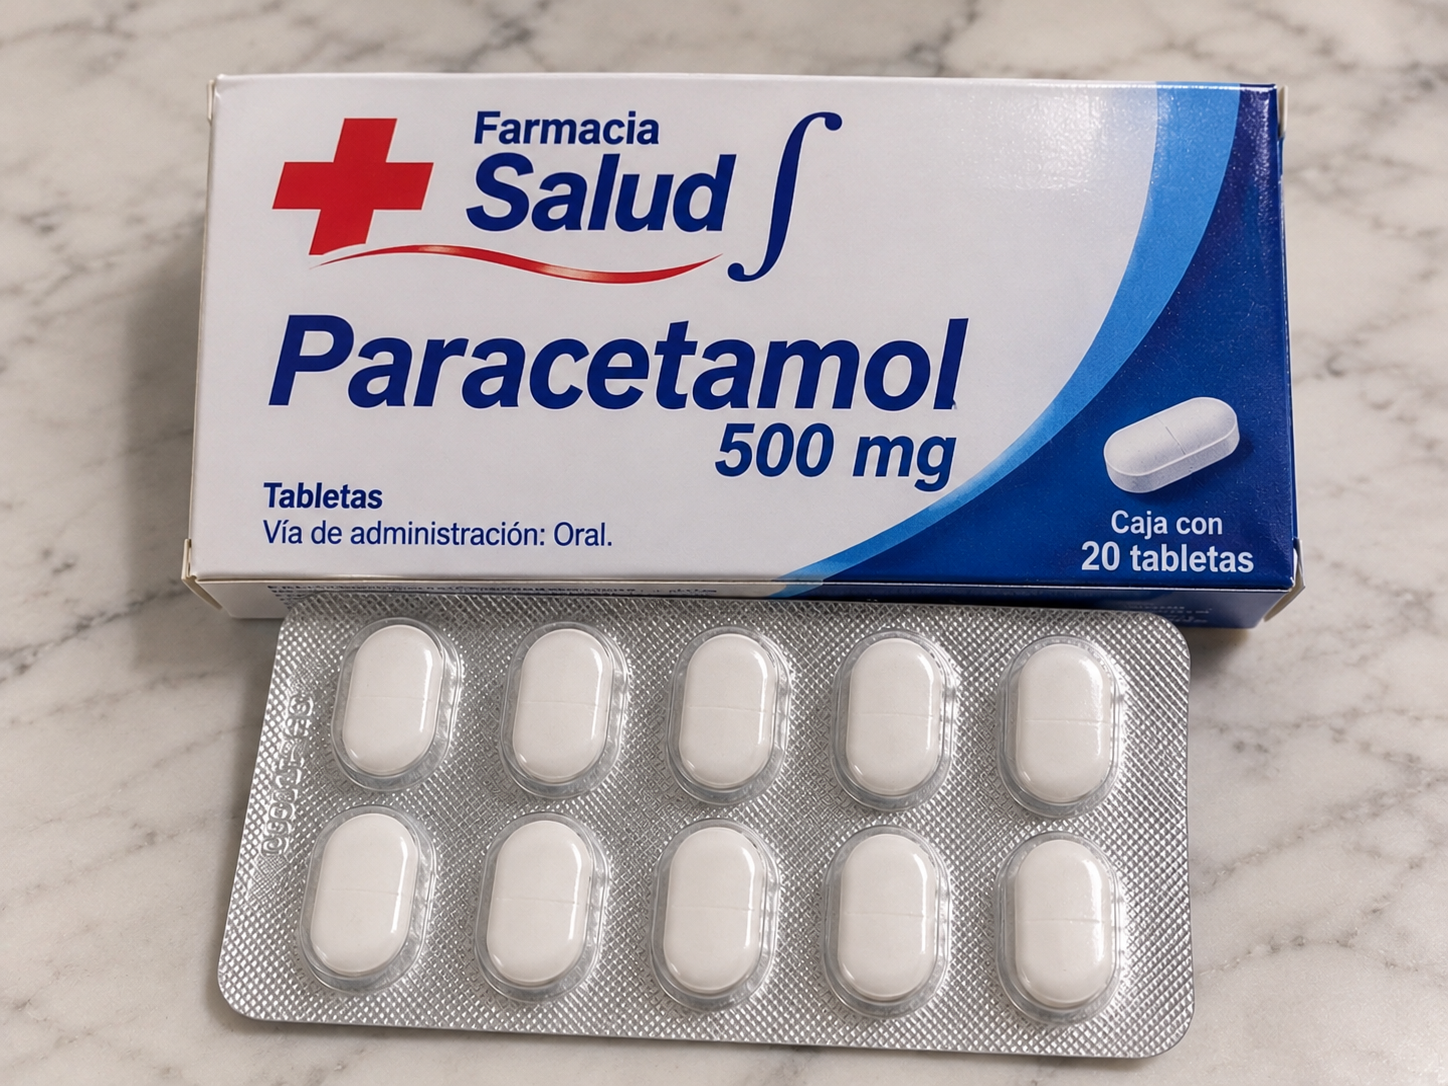 Farmacia
Salud
Paracetamol
500 mg
Tabletas
Vía de administración: Oral.
Caja con
20 tabletas